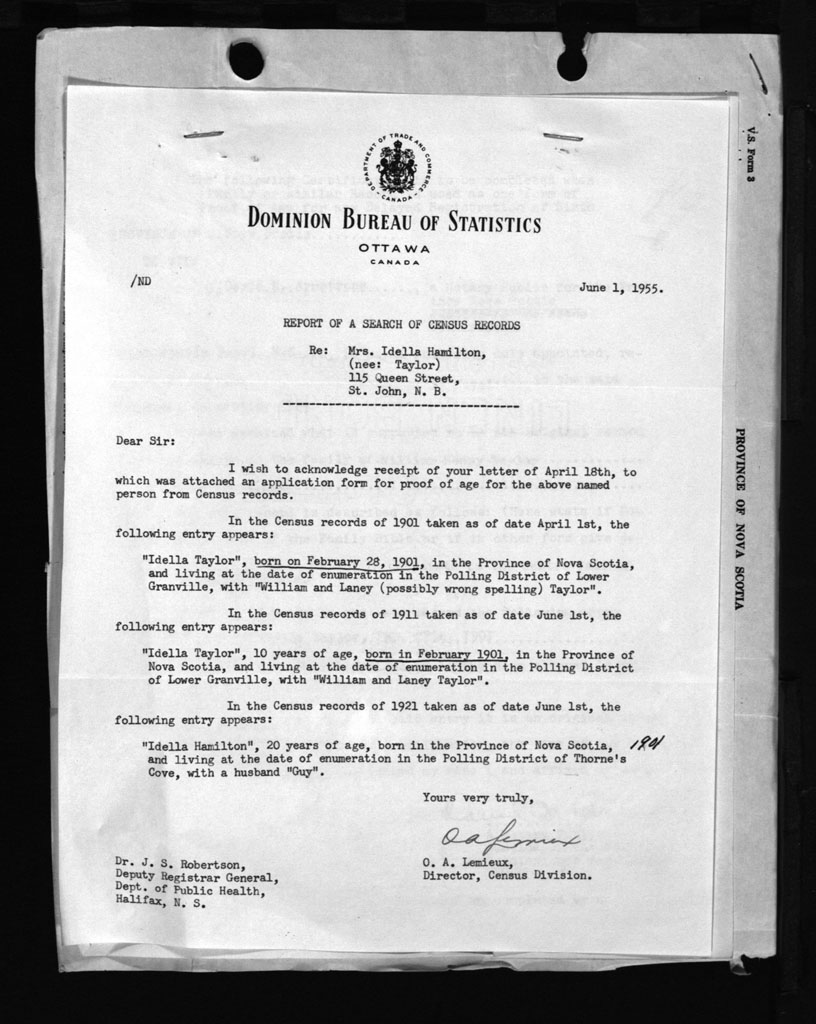 V.S. Form 3
DEPARTMENT OF TRADE AND COMMERCE
CANADA
DOMINION BUREAU OF STATISTICS
OTTAWA
CANADA
/ND
June 1, 1955.
REPORT OF A SEARCH OF CENSUS RECORDS
Re: Mrs. Idella Hamilton,
(nee: Taylor)
115 Queen Street,
St. John, N. B.
Dear Sir:
I wish to acknowledge receipt of your letter of April 18th, to
which was attached an application form for proof of age for the above named
person from Census records.
In the Census records of 1901 taken as of date April 1st, the
following entry appears:
"Idella Taylor", born on February 28, 1901, in the Province of Nova Scotia,
and living at the date of enumeration in the Polling District of Lower
Granville, with "William and Laney (possibly wrong spelling) Taylor".
In the Census records of 1911 taken as of date June 1st, the
following entry appears:
"Idella Taylor", 10 years of age, born in February 1901, in the Province of
Nova Scotia, and living at the date of enumeration in the Polling District
of Lower Granville, with "William and Laney Taylor".
In the Census records of 1921 taken as of date June 1st, the
following entry appears:
"Idella Hamilton", 20 years of age, born in the Province of Nova Scotia, 1901
and living at the date of enumeration in the Polling District of Thorne's
Cove, with a husband "Guy".
Yours very truly,
O A Lemieux
O. A. Lemieux,
Director, Census Division.
Dr. J. S. Robertson,
Deputy Registrar General,
Dept. of Public Health,
Halifax, N. S.
PROVINCE OF NOVA SCOTIA